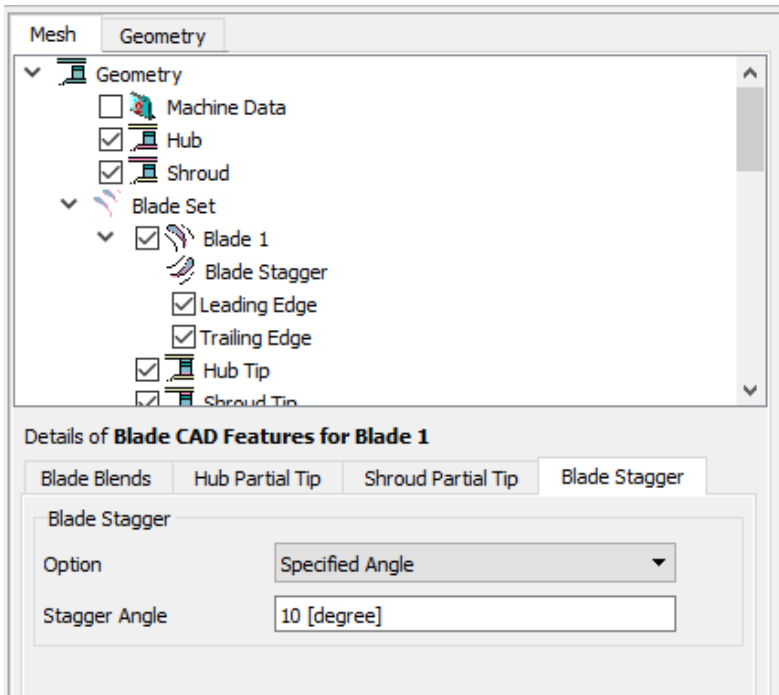 Mesh Geometry
Geometry
Machine Data
Hub
Shroud
Blade Set
Blade 1
Blade Stagger
Leading Edge
Trailing Edge
Hub Tip
Shroud Tip
Details of Blade CAD Features for Blade 1
Blade Blends Hub Partial Tip Shroud Partial Tip Blade Stagger
Blade Stagger
Option Specified Angle
Stagger Angle 10 [degree]